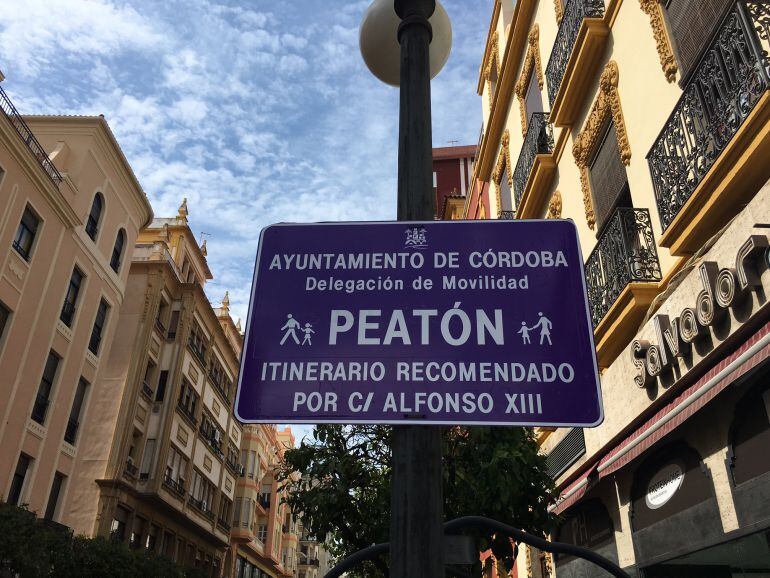 AYUNTAMIENTO DE CÓRDOBA
Delegación de Movilidad
PEATÓN
ITINERARIO RECOMENDADO
POR C/ ALFONSO XIII
Salvador